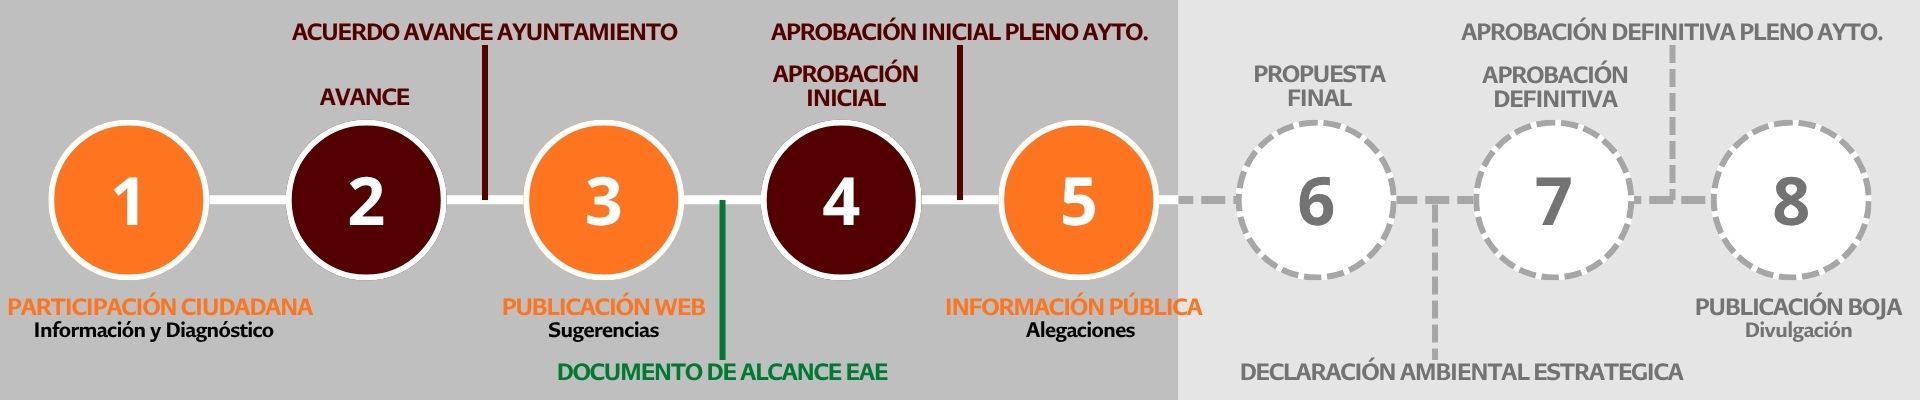 ACUERDO AVANCE AYUNTAMIENTO
APROBACIÓN INICIAL PLENO AYTO.
APROBACIÓN DEFINITIVA PLENO AYTO.
AVANCE
APROBACIÓN
INICIAL
PROPUESTA
FINAL
APROBACIÓN
DEFINITIVA
1
2
3
4
5
6
7
8
PARTICIPACIÓN CIUDADANA
Información y Diagnóstico
PUBLICACIÓN WEB
Sugerencias
INFORMACIÓN PÚBLICA
Alegaciones
PUBLICACIÓN BOJA
Divulgación
DOCUMENTO DE ALCANCE EAE
DECLARACIÓN AMBIENTAL ESTRATEGICA